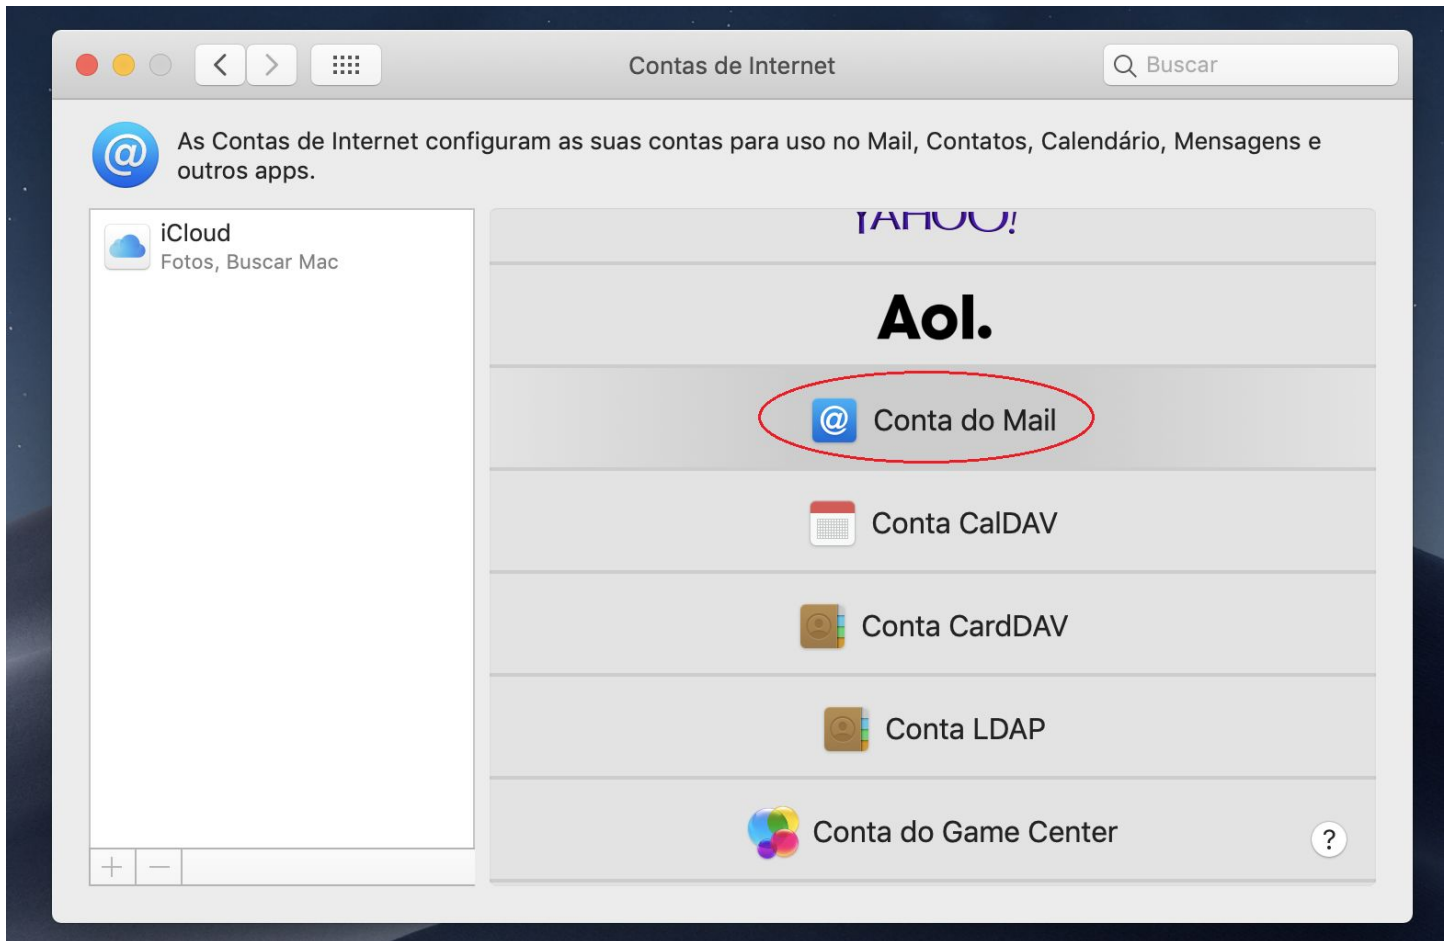 Contas de Internet
Buscar
As Contas de Internet configuram as suas contas para uso no Mail, Contatos, Calendário, Mensagens e
outros apps.
iCloud
Fotos, Buscar Mac
YAHOO!
Aol.
@ Conta do Mail
Conta CalDAV
Conta CardDAV
Conta LDAP
Conta do Game Center
?